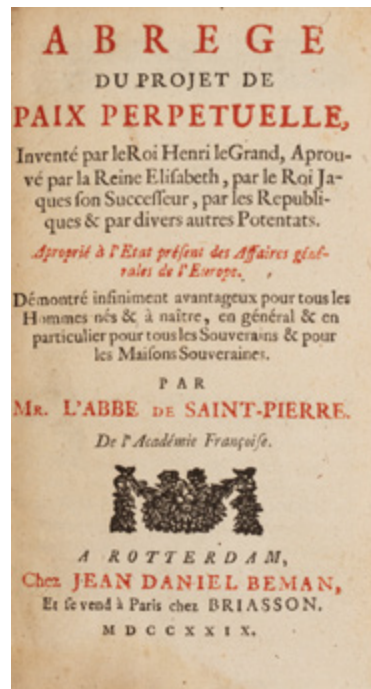 ABREGE
DU PROJET DE
PAIX PERPETUELLE,
Inventé par le Roi Henri le Grand, Aprou-
vé par la Reine Elisabeth, par le Roi Ja-
ques ſon Succeſſeur, par les Republi-
ques & par divers autres Potentats.
Aproprié à l'Etat préſent des Affaires géné-
rales de l'Europe.
Démontré infiniment avantageux pour tous les
Hommes nés & à naître, en général & en
particulier pour tous les Souverains & pour
les Maiſons Souveraines.
PAR
MR. L'ABBE DE SAINT-PIERRE.
De l'Académie Françoiſe.
A ROTTERDAM,
Chez JEAN DANIEL BEMAN,
Et ſe vend à Paris chez BRIASSON.
MDCCXXIX.